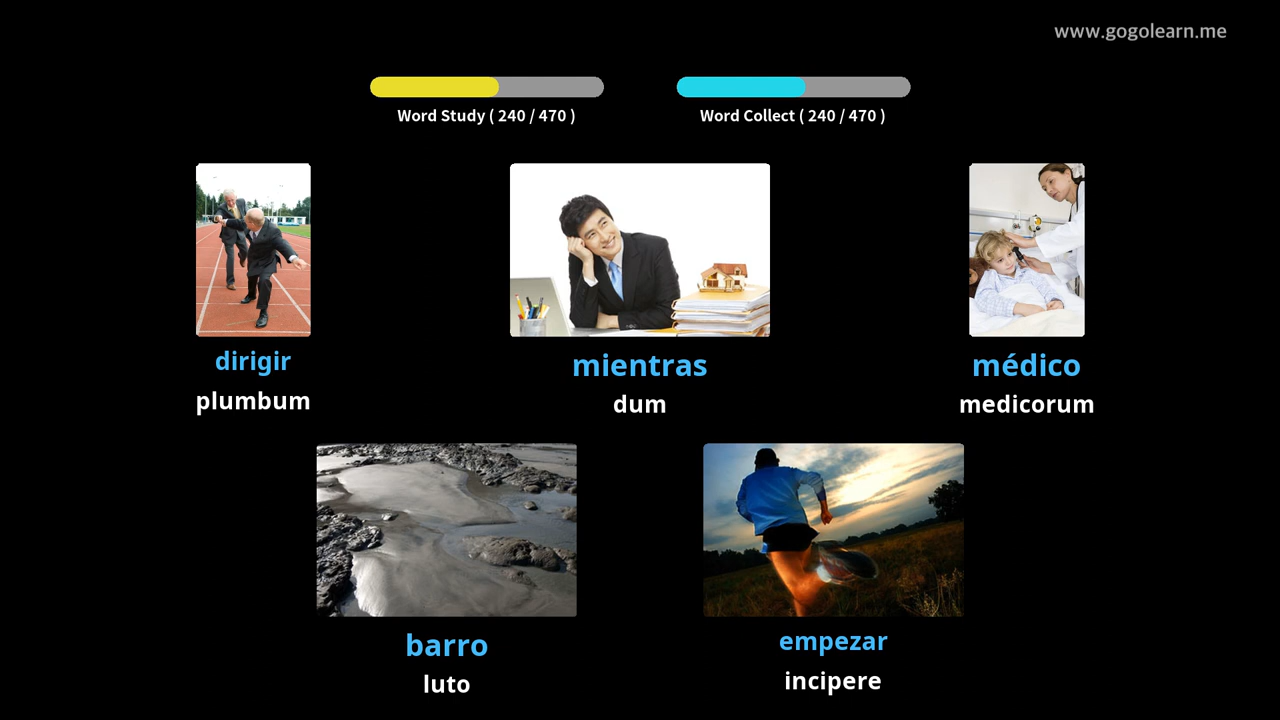 www.gogolearn.me
Word Study ( 240 / 470 )
Word Collect ( 240 / 470 )
dirigir
plumbum
mientras
dum
médico
medicorum
barro
luto
empezar
incipere